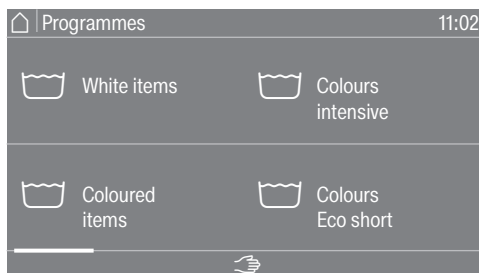 Programmes 11:02
White items
Colours
intensive
Coloured
items
Colours
Eco short